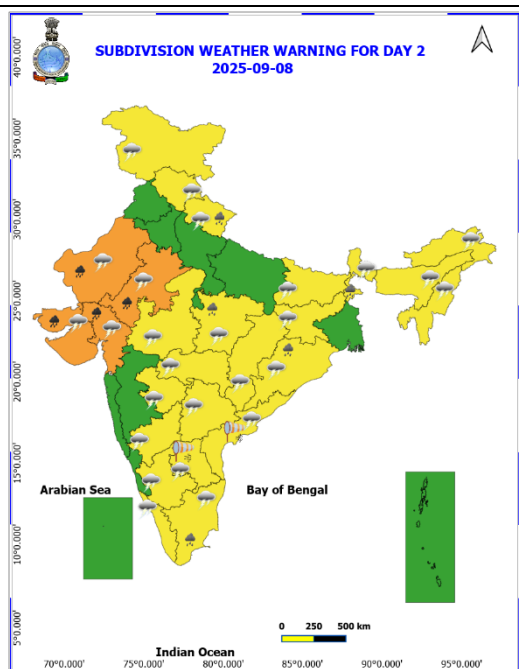 SUBDIVISION WEATHER WARNING FOR DAY 2
2025-09-08
40°0.000'
35°0.000'
30°0.000'
25°0.000'
20°0.000'
15°0.000'
10°0.000'
5°0.000'
Arabian Sea
Bay of Bengal
0 250 500 km
Indian Ocean
70°0.000' 75°0.000' 80°0.000' 85°0.000' 90°0.000' 95°0.000'